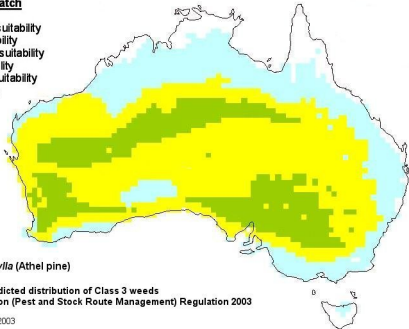 atch
suitability
bility
suitability
lity
uitability
ylla (Athel pine)
dicted distribution of Class 3 weeds
on (Pest and Stock Route Management) Regulation 2003
2003